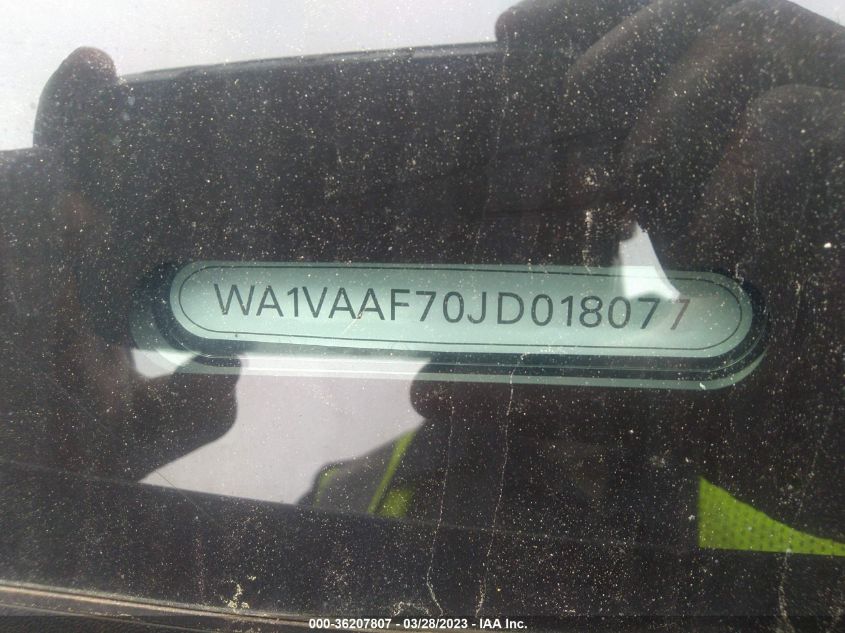 WA1VAAF70JD018077
000-36207807 - 03/28/2023 - IAA, Inc.